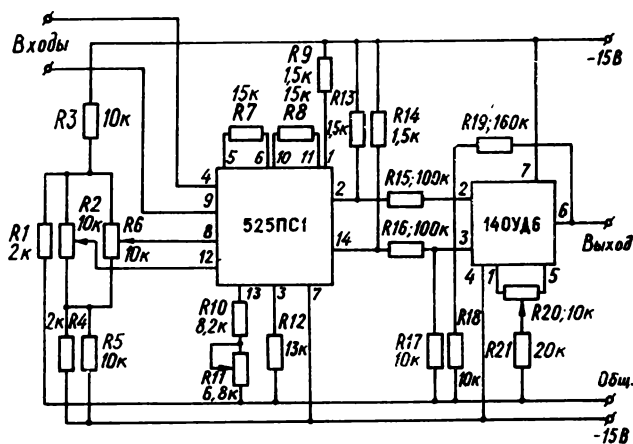 Входы
R9
1,5к
-15В
R3
10к
15к
R7
15к
R8
R13
1,5к
R14
1,5к
R19;160к
5
6
10
11
1
7
4
9
8
12
525ПС1
2
14
R15;100к
R16;100к
2
3
140УД6
6
Выход
R1
2к
R2
10к
R6
10к
13
3
7
4
1
5
R20;10к
2к
R4
R5
10к
R10
8,2к
R11
6,8к
R12
13к
R17
10к
R18
10к
R21
20к
Общ.
-15В